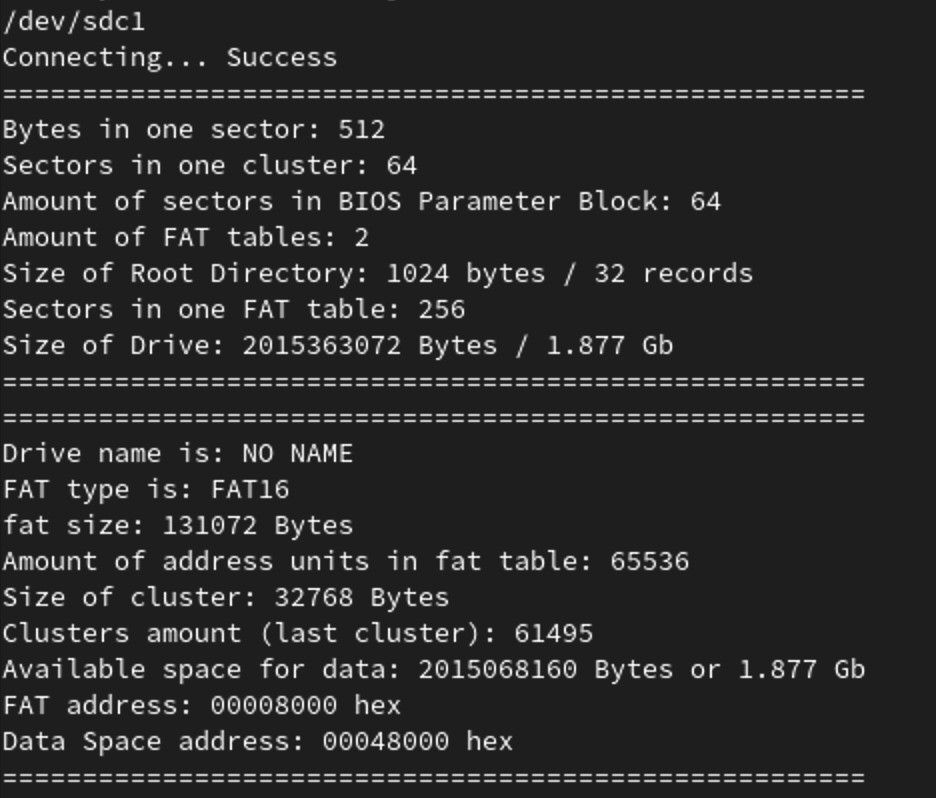 /dev/sdc1
Connecting... Success
======================================================
Bytes in one sector: 512
Sectors in one cluster: 64
Amount of sectors in BIOS Parameter Block: 64
Amount of FAT tables: 2
Size of Root Directory: 1024 bytes / 32 records
Sectors in one FAT table: 256
Size of Drive: 2015363072 Bytes / 1.877 Gb
======================================================
======================================================
Drive name is: NO NAME
FAT type is: FAT16
fat size: 131072 Bytes
Amount of address units in fat table: 65536
Size of cluster: 32768 Bytes
Clusters amount (last cluster): 61495
Available space for data: 2015068160 Bytes or 1.877 Gb
FAT address: 00008000 hex
Data Space address: 00048000 hex
======================================================